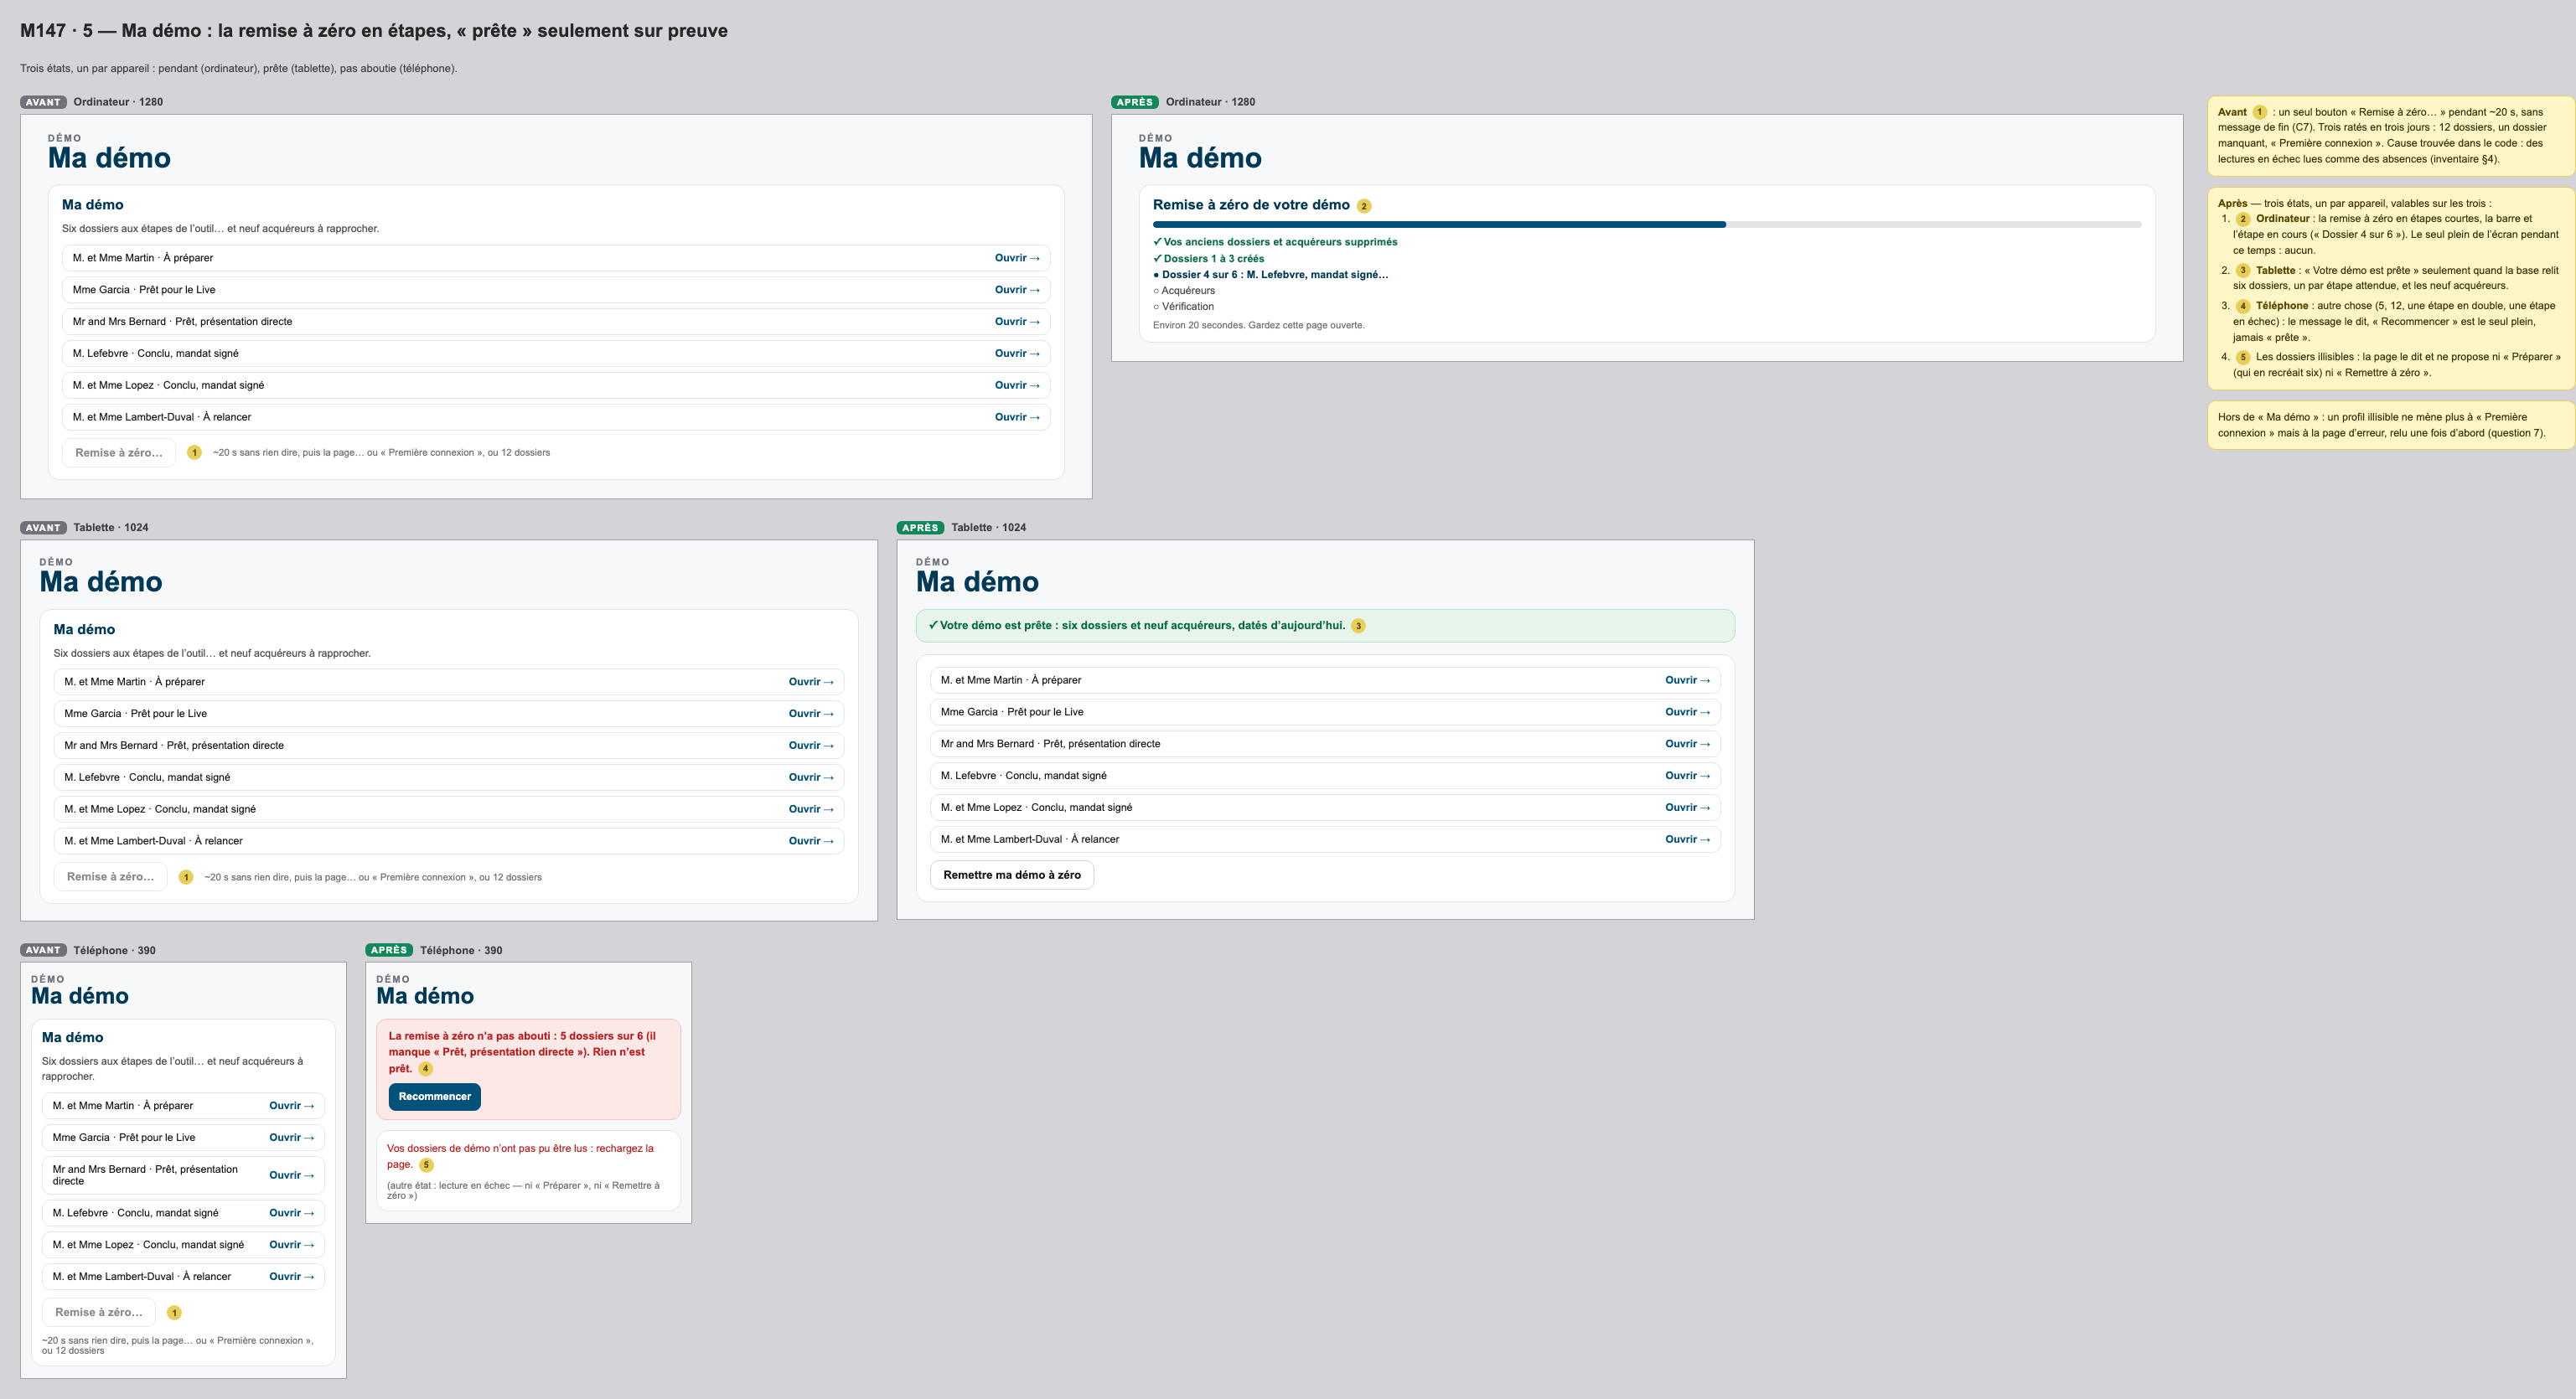 M147 · 5 — Ma démo : la remise à zéro en étapes, « prête » seulement sur preuve
Trois états, un par appareil : pendant (ordinateur), prête (tablette), pas aboutie (téléphone).
AVANT Ordinateur · 1280
DÉMO
Ma démo
Ma démo
Six dossiers aux étapes de l'outil… et neuf acquéreurs à rapprocher.
M. et Mme Martin · À préparer Ouvrir →
Mme Garcia · Prêt pour le Live Ouvrir →
Mr and Mrs Bernard · Prêt, présentation directe Ouvrir →
M. Lefebvre · Conclu, mandat signé Ouvrir →
M. et Mme Lopez · Conclu, mandat signé Ouvrir →
M. et Mme Lambert-Duval · À relancer Ouvrir →
Remise à zéro… 1 ~20 s sans rien dire, puis la page… ou « Première connexion », ou 12 dossiers
APRÈS Ordinateur · 1280
DÉMO
Ma démo
Remise à zéro de votre démo 2
✓ Vos anciens dossiers et acquéreurs supprimés
✓ Dossiers 1 à 3 créés
● Dossier 4 sur 6 : M. Lefebvre, mandat signé…
○ Acquéreurs
○ Vérification
Environ 20 secondes. Gardez cette page ouverte.
Avant 1 : un seul bouton « Remise à zéro… » pendant ~20 s, sans
message de fin (C7). Trois ratés en trois jours : 12 dossiers, un dossier
manquant, « Première connexion ». Cause trouvée dans le code : des
lectures en échec lues comme des absences (inventaire §4).
Après — trois états, un par appareil, valables sur les trois :
1. 2 Ordinateur : la remise à zéro en étapes courtes, la barre et
l'étape en cours (« Dossier 4 sur 6 »). Le seul plein de l'écran pendant
ce temps : aucun.
2. 3 Tablette : « Votre démo est prête » seulement quand la base relit
six dossiers, un par étape attendue, et les neuf acquéreurs.
3. 4 Téléphone : autre chose (5, 12, une étape en double, une étape
en échec) : le message le dit, « Recommencer » est le seul plein,
jamais « prête ».
4. 5 Les dossiers illisibles : la page le dit et ne propose ni « Préparer »
(qui en recréait six) ni « Remettre à zéro ».
Hors de « Ma démo » : un profil illisible ne mène plus à « Première
connexion » mais à la page d'erreur, relu une fois d'abord (question 7).
AVANT Tablette · 1024
DÉMO
Ma démo
Ma démo
Six dossiers aux étapes de l'outil… et neuf acquéreurs à rapprocher.
M. et Mme Martin · À préparer Ouvrir →
Mme Garcia · Prêt pour le Live Ouvrir →
Mr and Mrs Bernard · Prêt, présentation directe Ouvrir →
M. Lefebvre · Conclu, mandat signé Ouvrir →
M. et Mme Lopez · Conclu, mandat signé Ouvrir →
M. et Mme Lambert-Duval · À relancer Ouvrir →
Remise à zéro… 1 ~20 s sans rien dire, puis la page… ou « Première connexion », ou 12 dossiers
APRÈS Tablette · 1024
DÉMO
Ma démo
✓ Votre démo est prête : six dossiers et neuf acquéreurs, datés d'aujourd'hui. 3
M. et Mme Martin · À préparer Ouvrir →
Mme Garcia · Prêt pour le Live Ouvrir →
Mr and Mrs Bernard · Prêt, présentation directe Ouvrir →
M. Lefebvre · Conclu, mandat signé Ouvrir →
M. et Mme Lopez · Conclu, mandat signé Ouvrir →
M. et Mme Lambert-Duval · À relancer Ouvrir →
Remettre ma démo à zéro
AVANT Téléphone · 390
DÉMO
Ma démo
Ma démo
Six dossiers aux étapes de l'outil… et neuf acquéreurs à
rapprocher.
M. et Mme Martin · À préparer Ouvrir →
Mme Garcia · Prêt pour le Live Ouvrir →
Mr and Mrs Bernard · Prêt, présentation
directe Ouvrir →
M. Lefebvre · Conclu, mandat signé Ouvrir →
M. et Mme Lopez · Conclu, mandat signé Ouvrir →
M. et Mme Lambert-Duval · À relancer Ouvrir →
Remise à zéro… 1
~20 s sans rien dire, puis la page… ou « Première connexion »,
ou 12 dossiers
APRÈS Téléphone · 390
DÉMO
Ma démo
La remise à zéro n'a pas abouti : 5 dossiers sur 6 (il
manque « Prêt, présentation directe »). Rien n'est
prêt. 4
Recommencer
Vos dossiers de démo n'ont pas pu être lus : rechargez la
page. 5
(autre état : lecture en échec — ni « Préparer », ni « Remettre à
zéro »)